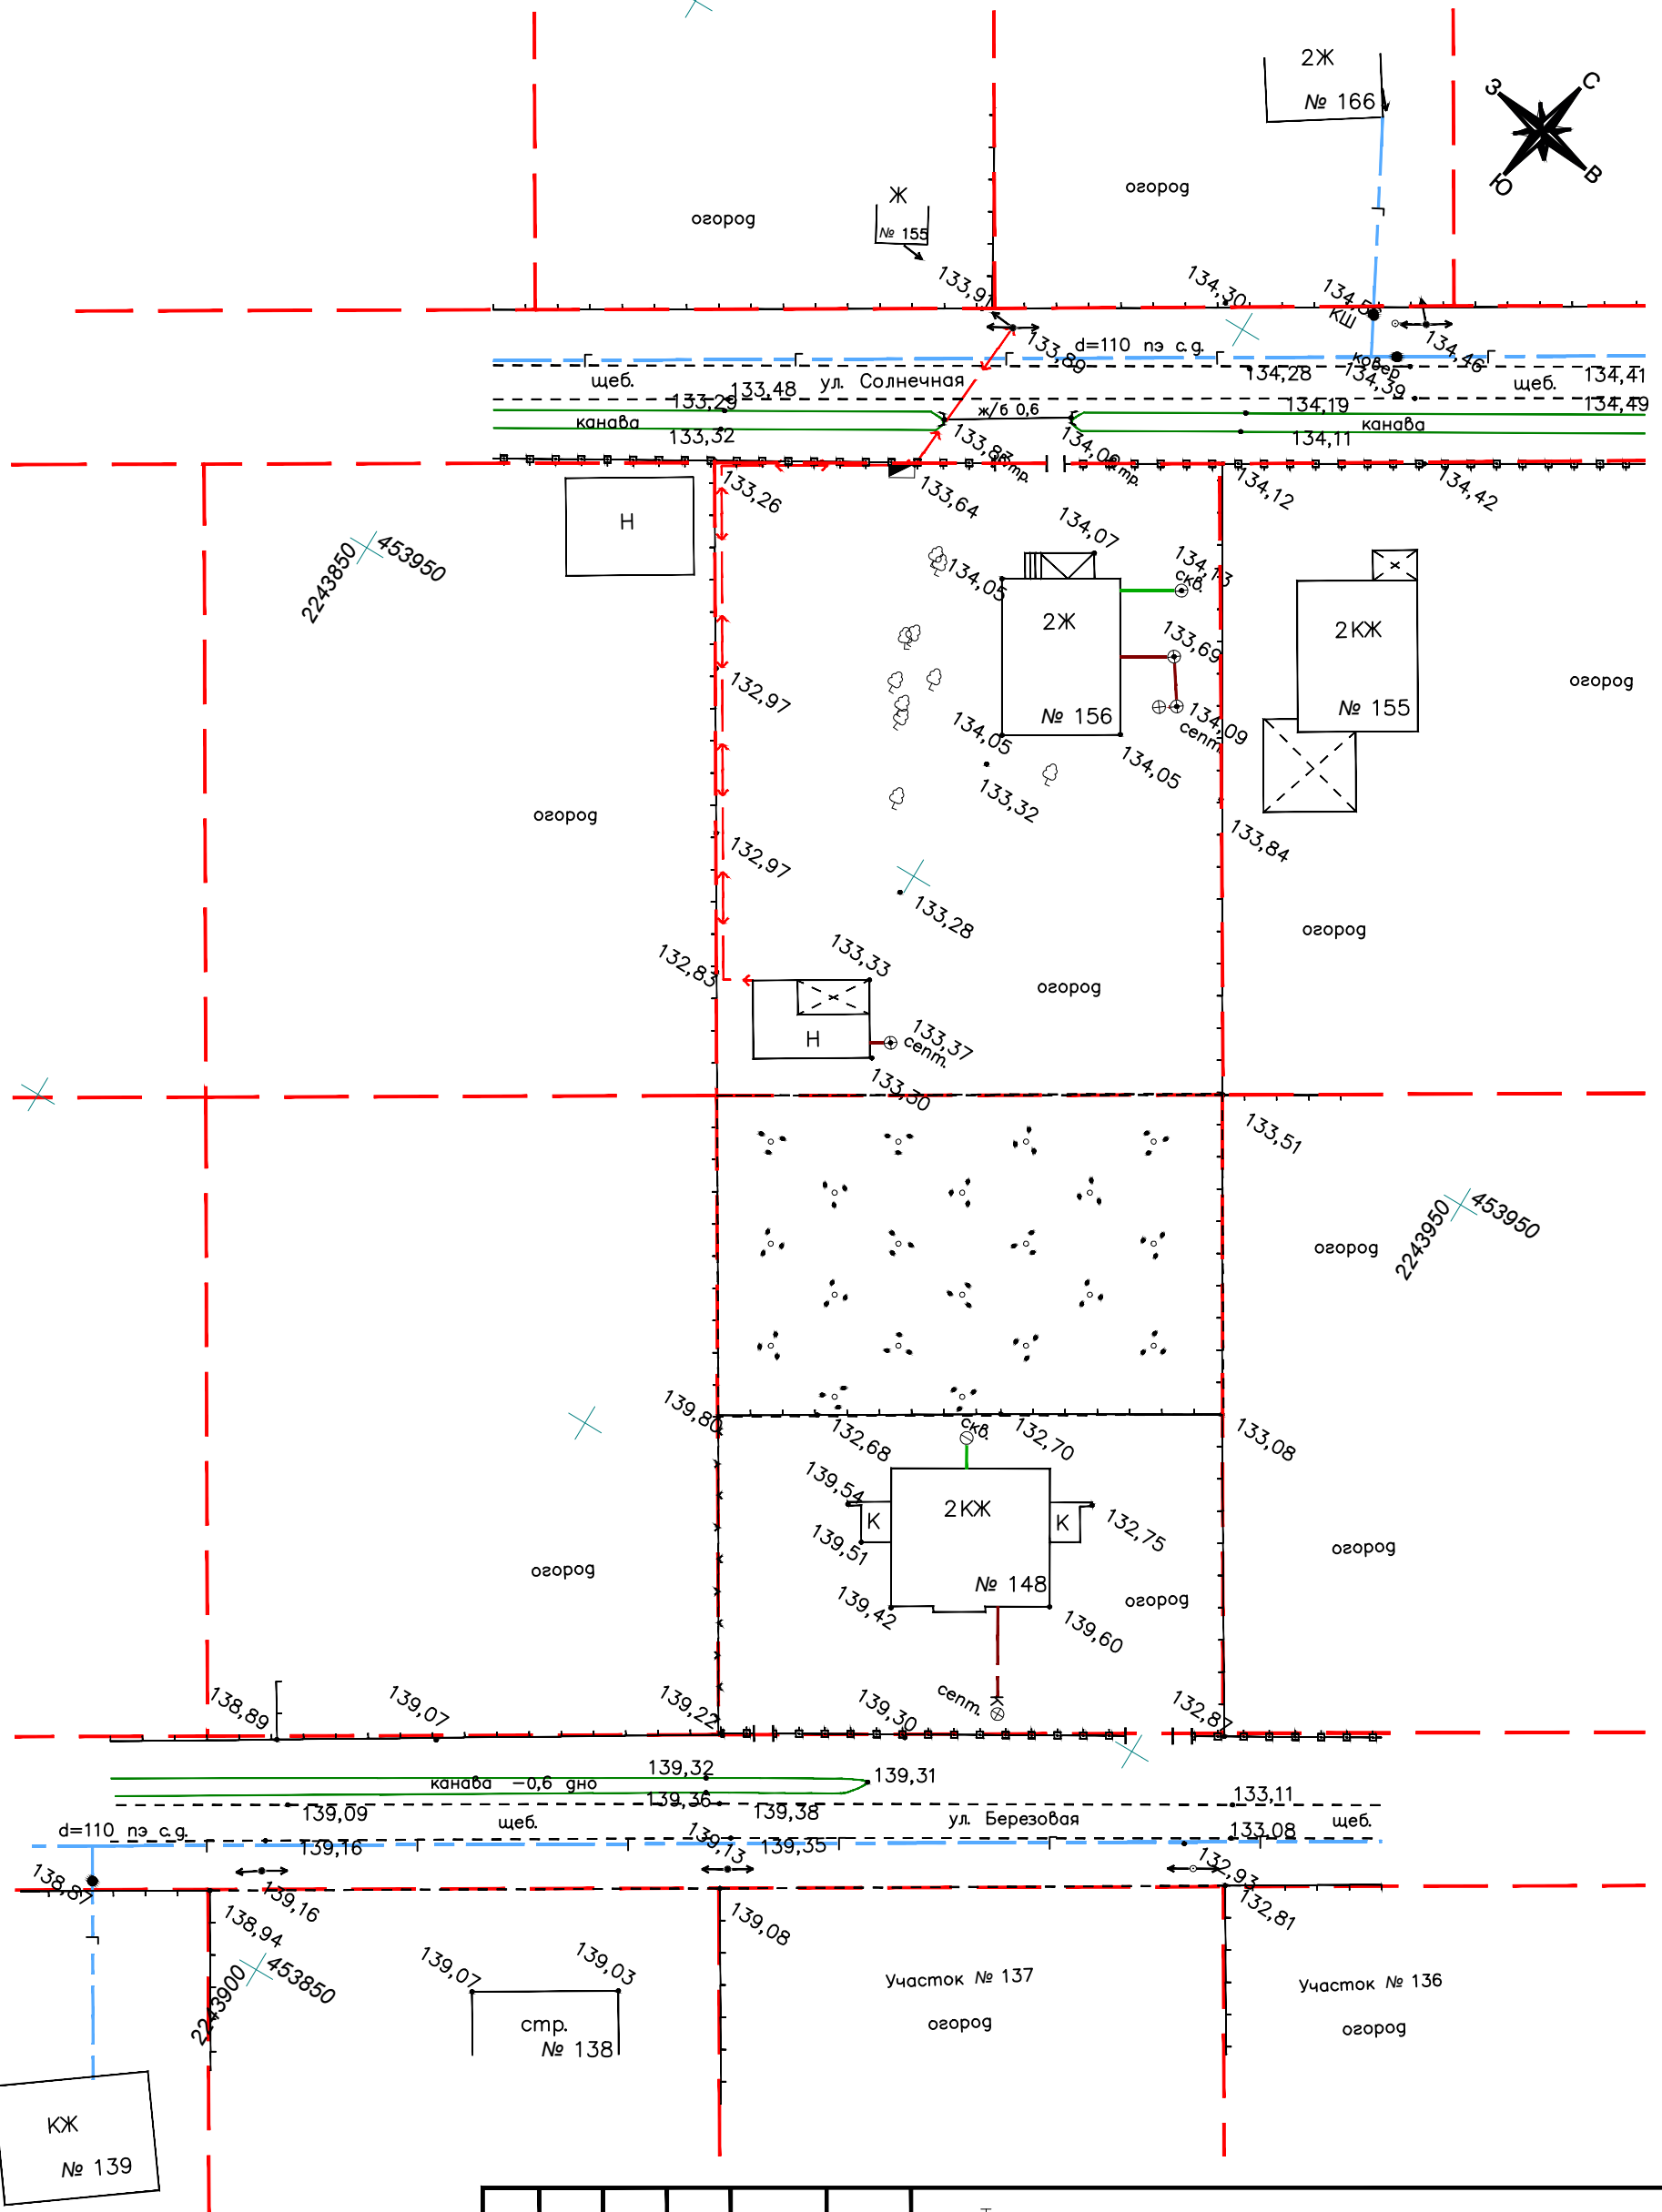 2Ж
№ 166
З
С
Ю
В
огород
огород
Ж
№ 155
133,91
134,30
КШ
133,89
d=110 пэ с.д.
134,46
ковер
щеб.
133,48
ул. Солнечная
134,28
134,39
щеб.
134,41
133,29
ж/б 0,6
134,19
134,49
канава
133,32
134,06
134,11
канава
133,26
133,64
134,12
134,42
Н
2243850
453950
134,07
134,05
134,13
скв.
2Ж
133,69
2КЖ
132,97
№ 156
134,09
септ.
№ 155
огород
134,05
134,05
133,32
огород
132,97
133,84
133,28
огород
132,83
133,33
огород
Н
133,37
септ.
133,30
133,51
2243950
453950
огород
139,80
132,68
скв.
132,70
133,08
139,54
2КЖ
К
К
132,75
139,51
огород
огород
№ 148
огород
139,42
139,60
138,89
139,07
139,22
септ.
К
139,30
132,87
139,32
139,31
канава -0,6 дно
139,36
133,11
139,09
139,38
щеб.
ул. Березовая
щеб.
d=110 пэ с.д.
139,16
139,13
139,35
133,08
138,87
139,16
132,93
138,94
139,08
132,81
2243900
453850
139,07
139,03
Участок № 137
Участок № 136
стр.
№ 138
огород
огород
КЖ
№ 139